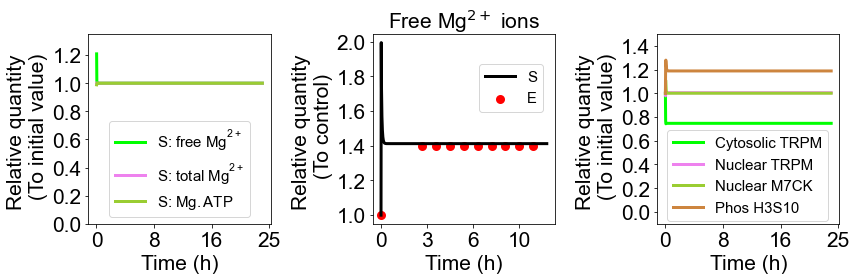 Relative quantity
(To initial value)
1.2
1.0
0.8
0.6
0.4
0.2
0.0
S: free Mg²⁺
S: total Mg²⁺
S: Mg. ATP
0 8 16 25
Time (h)
Free Mg²⁺ ions
Relative quantity
(To control)
2.0
1.8
1.6
1.4
1.2
1.0
S
E
0 3 6 10
Time (h)
Relative quantity
(To initial value)
1.4
1.2
1.0
0.8
0.6
0.4
0.2
0.0
Cytosolic TRPM
Nuclear TRPM
Nuclear M7CK
Phos H3S10
0 8 16 25
Time (h)